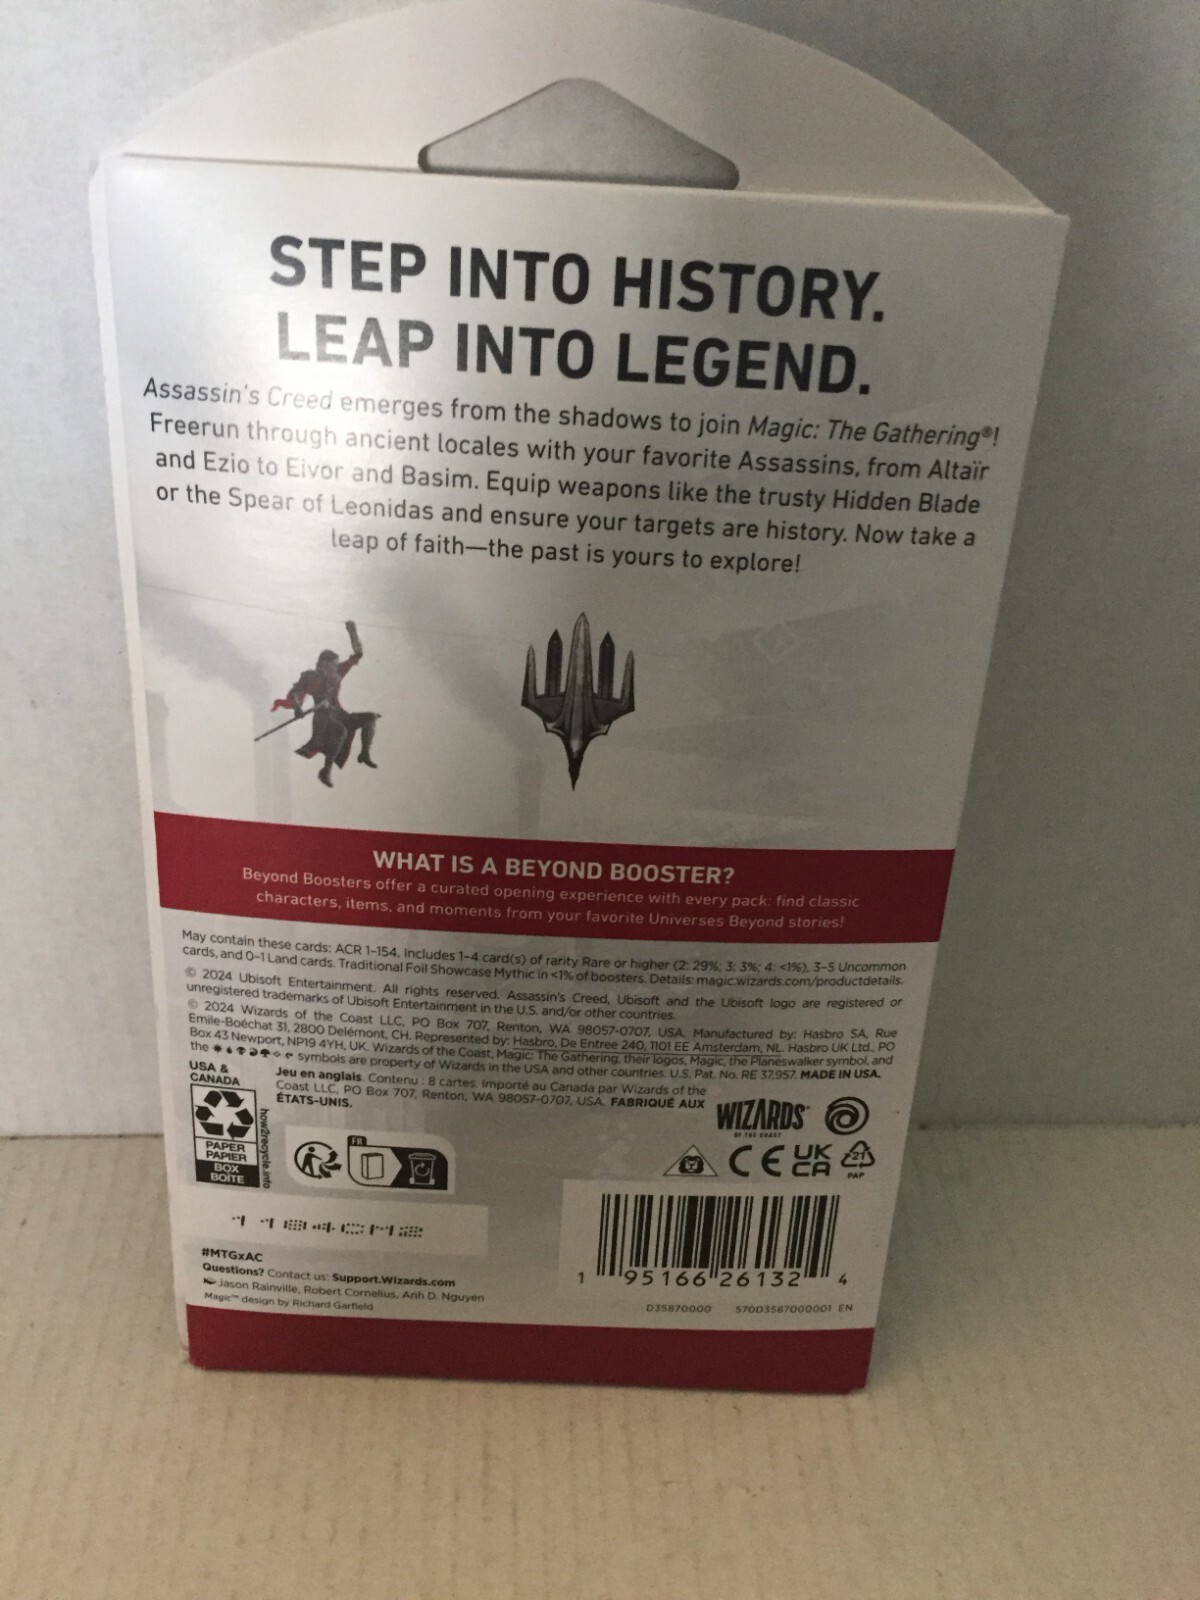 STEP INTO HISTORY.
LEAP INTO LEGEND.
Assassin's Creed emerges from the shadows to join Magic: The Gathering®!
Freerun through ancient locales with your favorite Assassins, from Altaïr
and Ezio to Eivor and Basim. Equip weapons like the trusty Hidden Blade
or the Spear of Leonidas and ensure your targets are history. Now take a
leap of faith—the past is yours to explore!
WHAT IS A BEYOND BOOSTER?
Beyond Boosters offer a curated opening experience with every pack: find classic
characters, items, and moments from your favorite Universes Beyond stories!
May contain these cards: ACR 1–154. Includes 1–4 card(s) of rarity Rare or higher (2: 29%; 3: 3%; 4: <1%), 3–5 Uncommon
cards, and 0–1 Land cards. Traditional Foil Showcase Mythic in <1% of boosters. Details: magic.wizards.com/productdetails.
© 2024 Ubisoft Entertainment. All rights reserved. Assassin's Creed, Ubisoft and the Ubisoft logo are registered or
unregistered trademarks of Ubisoft Entertainment in the U.S. and/or other countries.
© 2024 Wizards of the Coast LLC, PO Box 707, Renton, WA 98057-0707, USA. Manufactured by: Hasbro SA, Rue
Emile-Boéchat 31, 2800 Delémont, CH. Represented by: Hasbro, De Entree 240, 1101 EE Amsterdam, NL. Hasbro UK Ltd., PO
Box 43 Newport, NP19 4YH, UK. Wizards of the Coast, Magic: The Gathering, their logos, Magic, the Planeswalker symbol, and
the symbols are property of Wizards in the USA and other countries. U.S. Pat. No. RE 37,957. MADE IN USA.
Jeu en anglais. Contenu : 8 cartes. Importé au Canada par Wizards of the
Coast LLC, PO Box 707, Renton, WA 98057-0707, USA. FABRIQUÉ AUX
ÉTATS-UNIS.
USA &
CANADA
PAPER
PAPIER
BOX
BOÎTE
how2recycle.info
FR
WIZARDS
OF THE COAST
CE
UK
CA
21
PAP
#MTGxAC
Questions? Contact us: Support.Wizards.com
Jason Rainville, Robert Cornelius, Anh D. Nguyen
Magic™ design by Richard Garfield
1 95166 26132 4
D35870000 570D3587000001 EN